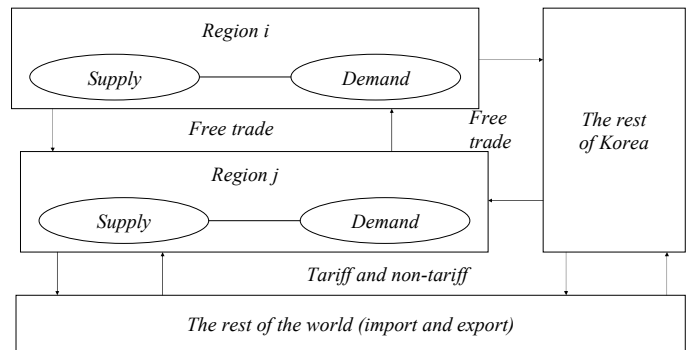 Region i
Supply
Demand
Free trade
Free
trade
The rest
of Korea
Region j
Supply
Demand
Tariff and non-tariff
The rest of the world (import and export)